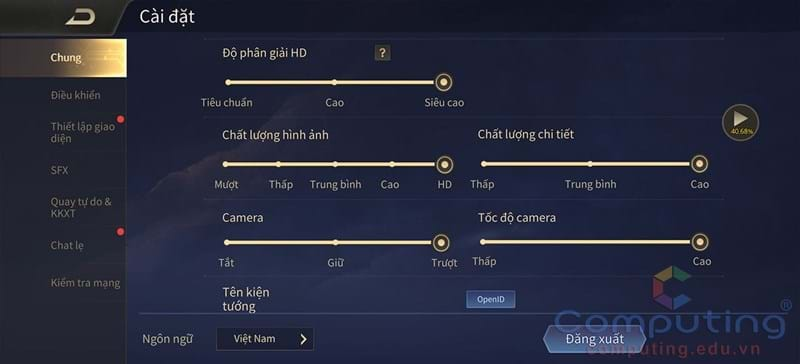 Cài đặt
Chung
Điều khiển
Thiết lập giao
diện
SFX
Quay tự do &
KKXT
Chat lẹ
Kiểm tra mạng
Độ phân giải HD ?
Tiêu chuẩn Cao Siêu cao
40.68%
Chất lượng hình ảnh Chất lượng chi tiết
Mượt Thấp Trung bình Cao HD Thấp Trung bình Cao
Camera Tốc độ camera
Tắt Giữ Trượt Thấp Cao
Tên kiện
tướng
OpenID
Ngôn ngữ Việt Nam > Đăng xuất
Computing®
computing.edu.vn